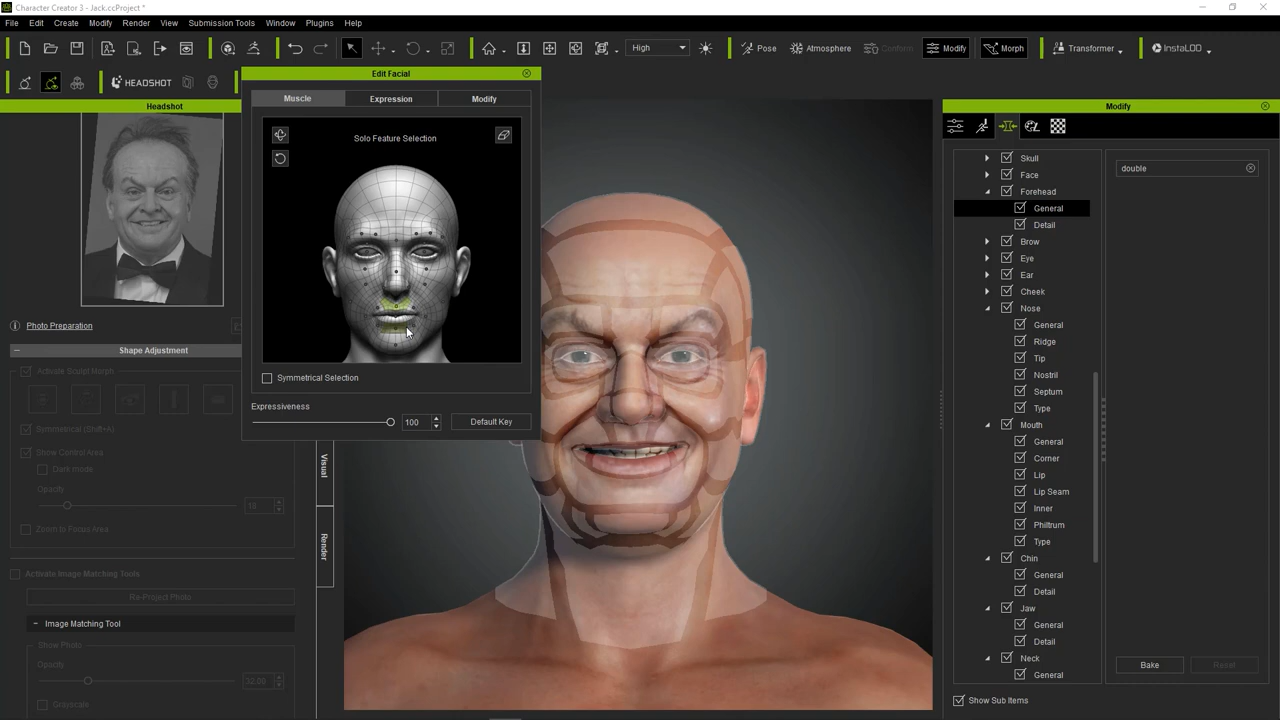 Character Creator 3 - Jack.ccProject *
File Edit Create Modify Render View Submission Tools Window Plugins Help
High
Pose
Atmosphere
Conform
Modify
Morph
Transformer
InstaLOD
HEADSHOT
Headshot
Photo Preparation
Shape Adjustment
Activate Sculpt Morph
Symmetrical (Shift+A)
Show Control Area
Dark mode
Opacity
18
Zoom to Focus Area
Activate Image Matching Tools
Re-Project Photo
Image Matching Tool
Show Photo
Opacity
32.00
Grayscale
Visual
Render
Edit Facial
Muscle
Expression
Modify
Solo Feature Selection
Symmetrical Selection
Expressiveness
100
Default Key
Modify
Skull
Face
Forehead
General
Detail
Brow
Eye
Ear
Cheek
Nose
General
Ridge
Tip
Nostril
Septum
Type
Mouth
General
Corner
Lip
Lip Seam
Inner
Philtrum
Type
Chin
General
Detail
Jaw
General
Detail
Neck
General
Show Sub Items
double
Bake
Reset